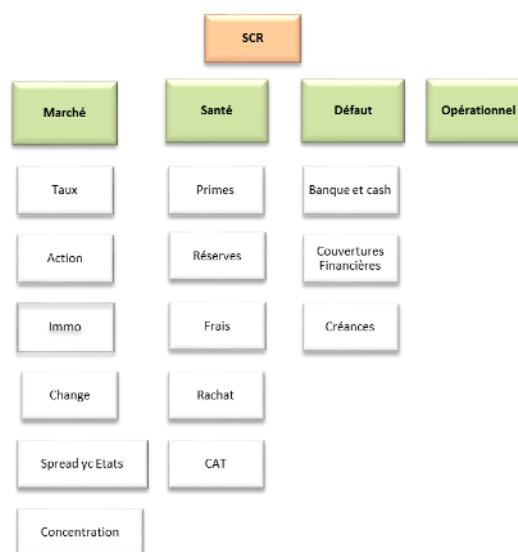 SCR
Marché
Santé
Défaut
Opérationnel
Taux
Primes
Banque et cash
Action
Réserves
Couvertures
Financières
Immo
Frais
Créances
Change
Rachat
Spread yc Etats
CAT
Concentration